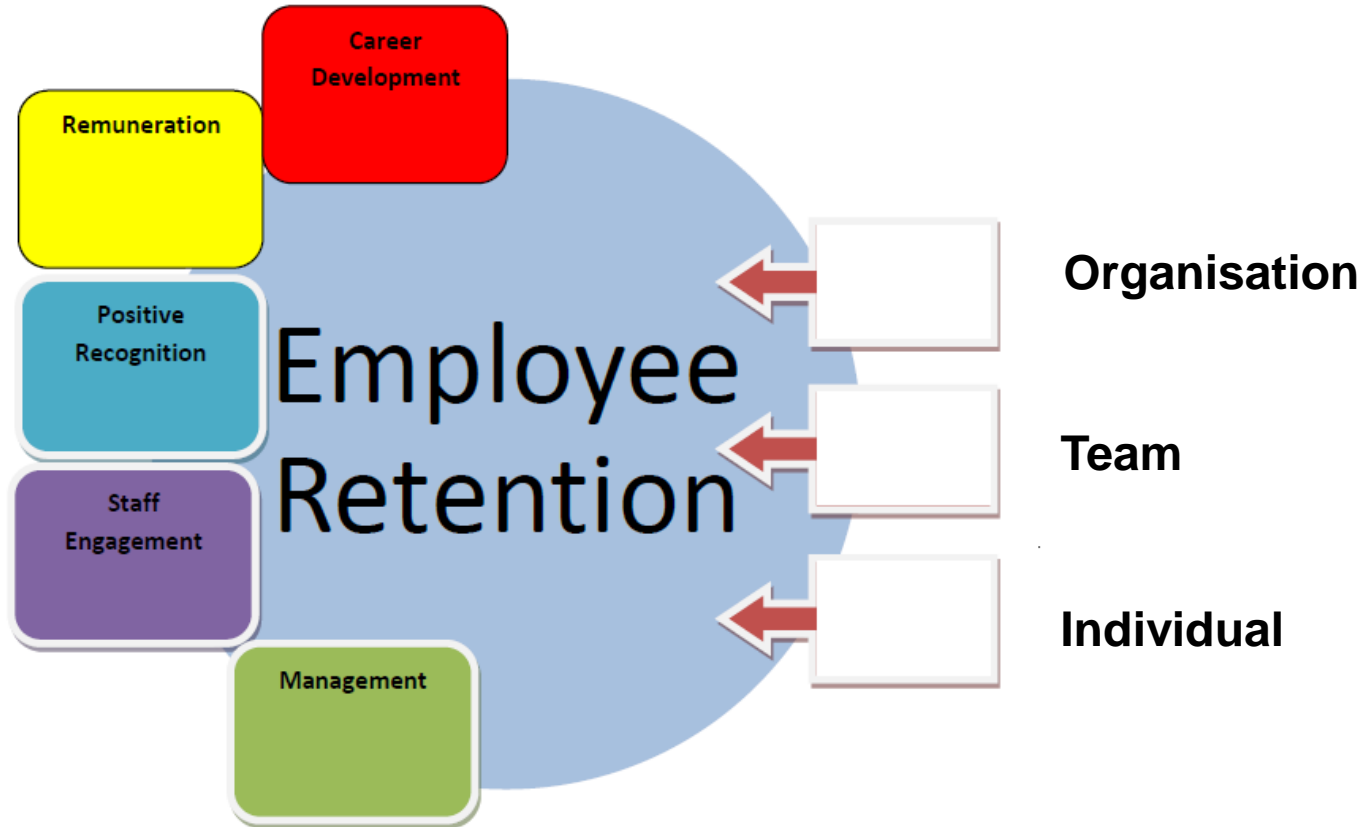 Career
Development
Remuneration
Positive
Recognition
Employee
Retention
Staff
Engagement
Management
Organisation
Team
Individual